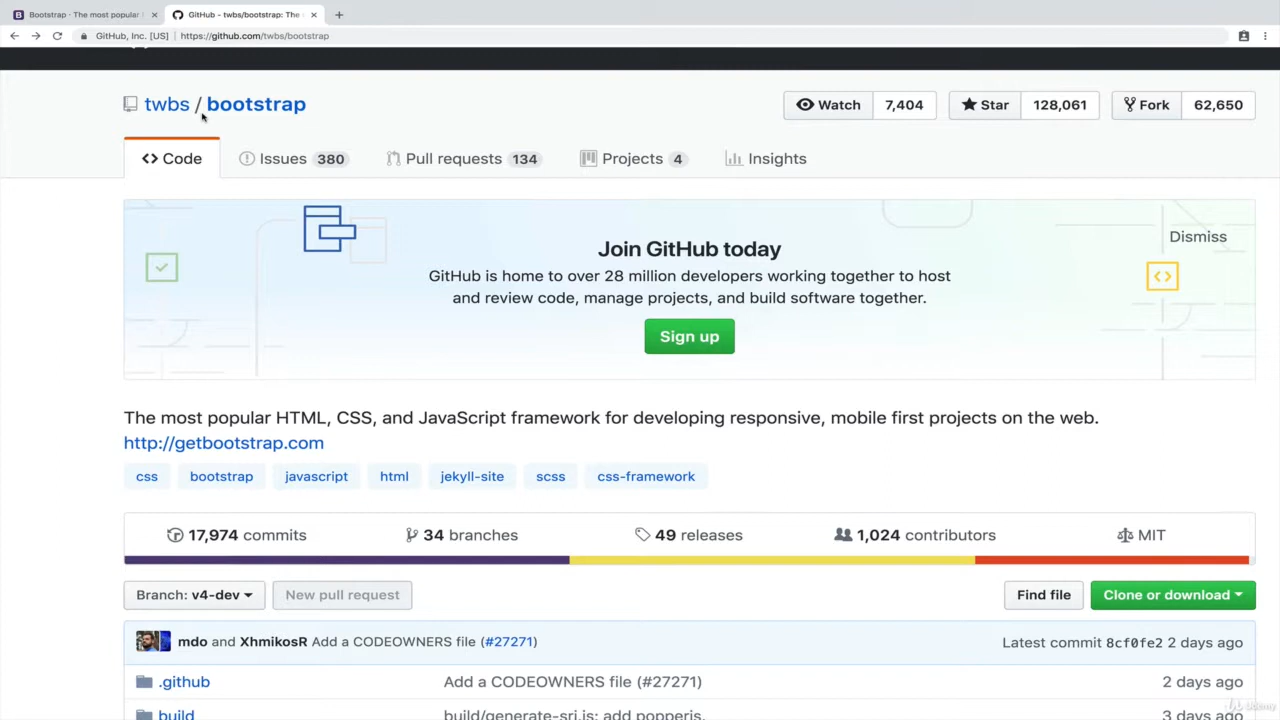 Bootstrap · The most popular
GitHub - twbs/bootstrap: The
GitHub, Inc. [US] | https://github.com/twbs/bootstrap
twbs / bootstrap
Watch 7,404 Star 128,061 Fork 62,650
Code Issues 380 Pull requests 134 Projects 4 Insights
Join GitHub today
Dismiss
GitHub is home to over 28 million developers working together to host
and review code, manage projects, and build software together.
Sign up
The most popular HTML, CSS, and JavaScript framework for developing responsive, mobile first projects on the web.
http://getbootstrap.com
css bootstrap javascript html jekyll-site scss css-framework
17,974 commits 34 branches 49 releases 1,024 contributors MIT
Branch: v4-dev New pull request Find file Clone or download
mdo and XhmikosR Add a CODEOWNERS file (#27271) Latest commit 8cf0fe2 2 days ago
.github Add a CODEOWNERS file (#27271) 2 days ago
build build/generate-sri.js: add popperjs. 3 days ago
Udemy